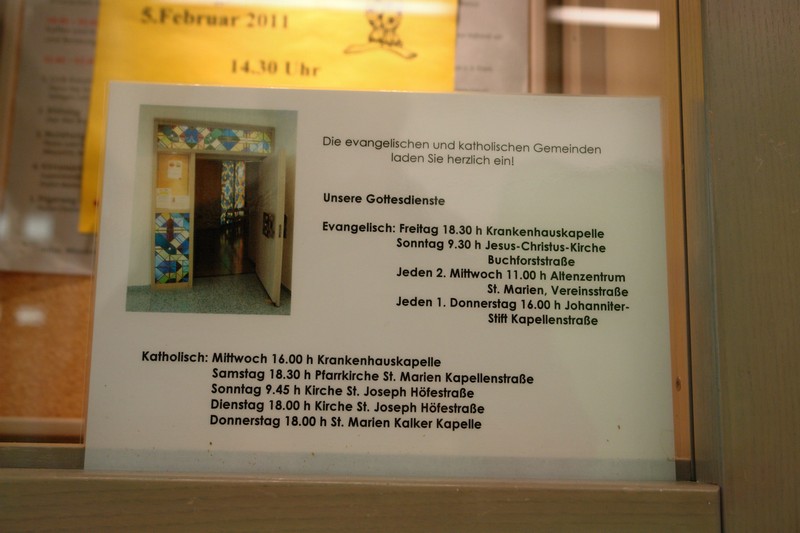 5.Februar 2011
14.30 Uhr
Die evangelischen und katholischen Gemeinden
laden Sie herzlich ein!
Unsere Gottesdienste
Evangelisch: Freitag 18.30 h Krankenhauskapelle
Sonntag 9.30 h Jesus-Christus-Kirche
Buchforststraße
Jeden 2. Mittwoch 11.00 h Altenzentrum
St. Marien, Vereinsstraße
Jeden 1. Donnerstag 16.00 h Johanniter-
Stift Kapellenstraße
Katholisch: Mittwoch 16.00 h Krankenhauskapelle
Samstag 18.30 h Pfarrkirche St. Marien Kapellenstraße
Sonntag 9.45 h Kirche St. Joseph Höfestraße
Dienstag 18.00 h Kirche St. Joseph Höfestraße
Donnerstag 18.00 h St. Marien Kalker Kapelle